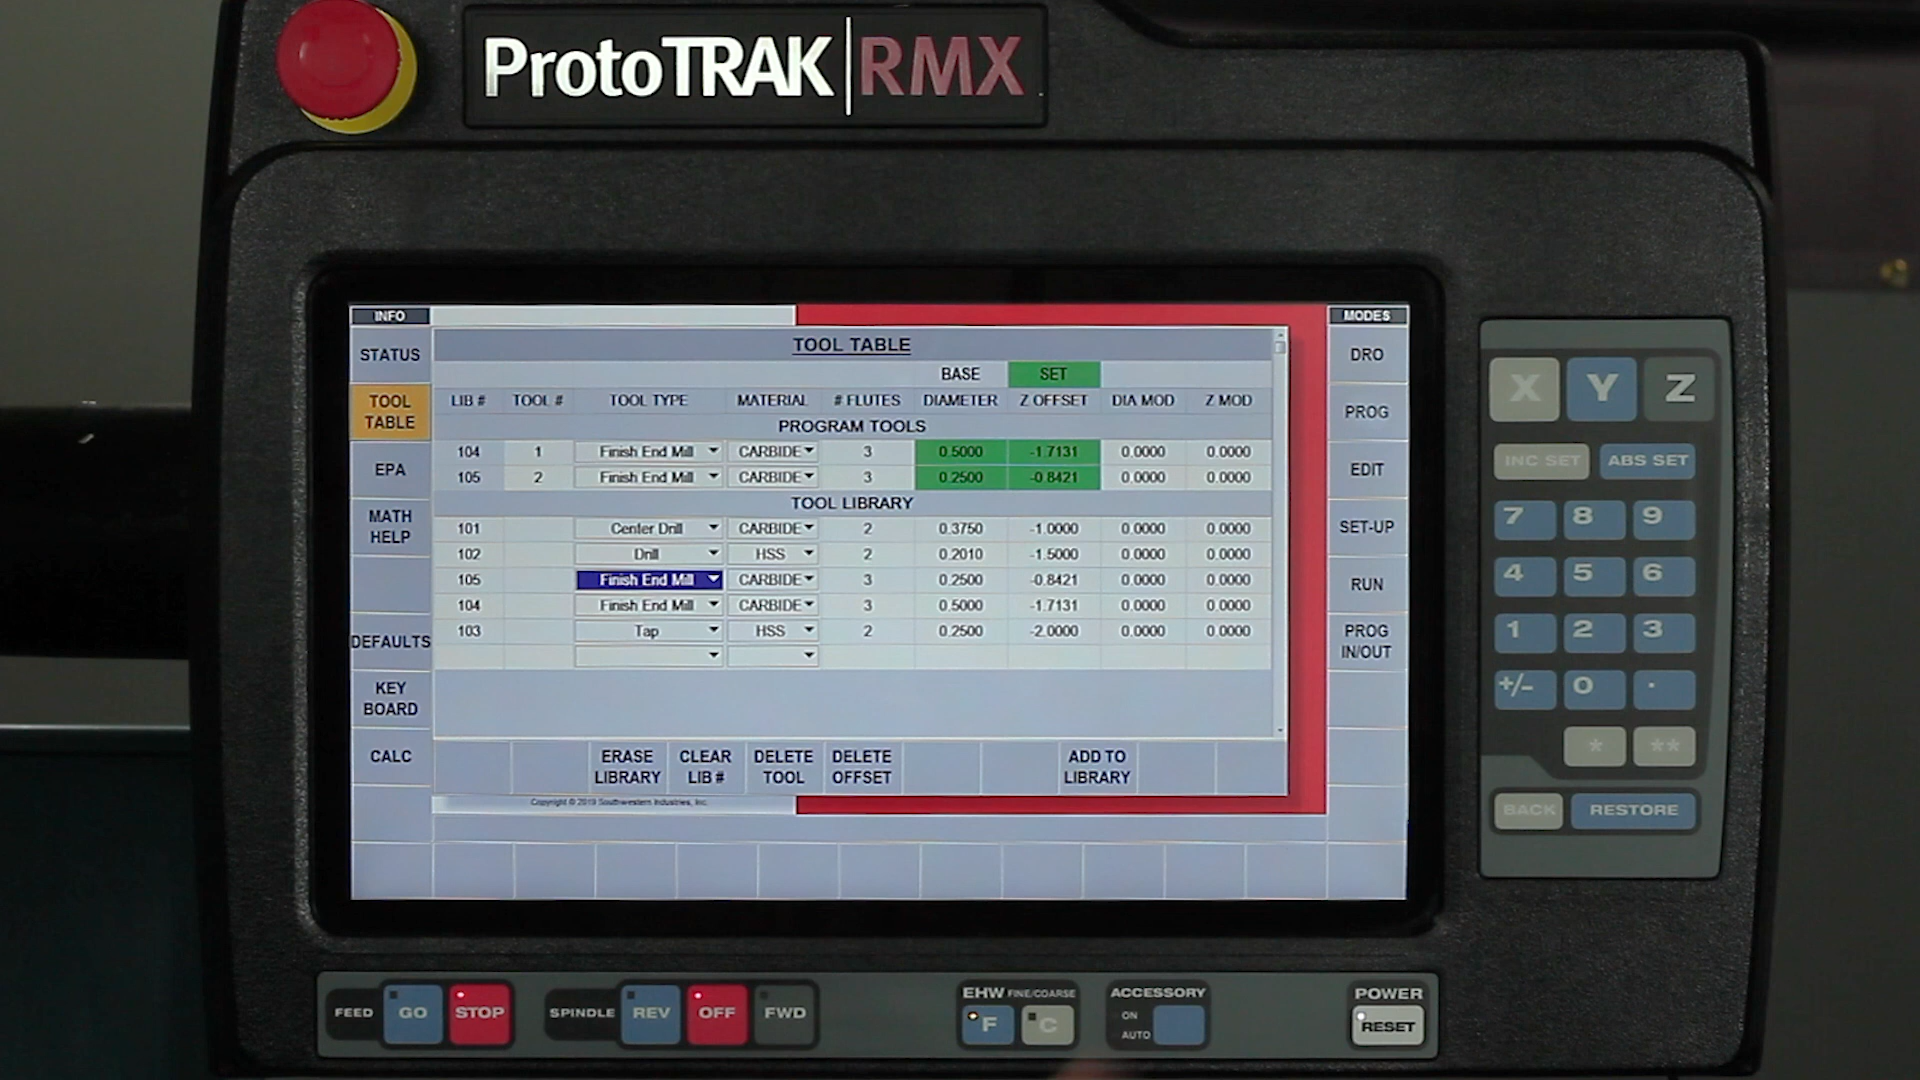 ProtoTRAK RMX
INFO
STATUS
TOOL TABLE
EPA
MATH HELP
DEFAULTS
KEY BOARD
CALC
TOOL TABLE
BASE SET
LIB # TOOL # TOOL TYPE MATERIAL # FLUTES DIAMETER Z OFFSET DIA MOD Z MOD
PROGRAM TOOLS
104 1 Finish End Mill CARBIDE 3 0.5000 -1.7131 0.0000 0.0000
105 2 Finish End Mill CARBIDE 3 0.2500 -0.8421 0.0000 0.0000
TOOL LIBRARY
101 Center Drill CARBIDE 2 0.3750 -1.0000 0.0000 0.0000
102 Drill HSS 2 0.2010 -1.5000 0.0000 0.0000
105 Finish End Mill CARBIDE 3 0.2500 -0.8421 0.0000 0.0000
104 Finish End Mill CARBIDE 3 0.5000 -1.7131 0.0000 0.0000
103 Tap HSS 2 0.2500 -2.0000 0.0000 0.0000
ERASE LIBRARY
CLEAR LIB #
DELETE TOOL
DELETE OFFSET
ADD TO LIBRARY
Copyright © 2019 Southwestern Industries, Inc.
MODES
DRO
PROG
EDIT
SET-UP
RUN
PROG IN/OUT
X Y Z
INC SET ABS SET
7 8 9
4 5 6
1 2 3
+/- 0 .
* **
BACK RESTORE
FEED GO STOP
SPINDLE REV OFF FWD
EHW FINE/COARSE
F C
ACCESSORY
ON
AUTO
POWER
RESET